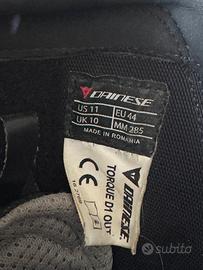 DAINESE
US 11 EU 44
UK 10 MM 285
MADE IN ROMANIA
CE
TORQUE D1 OUT
DAINESE
subito